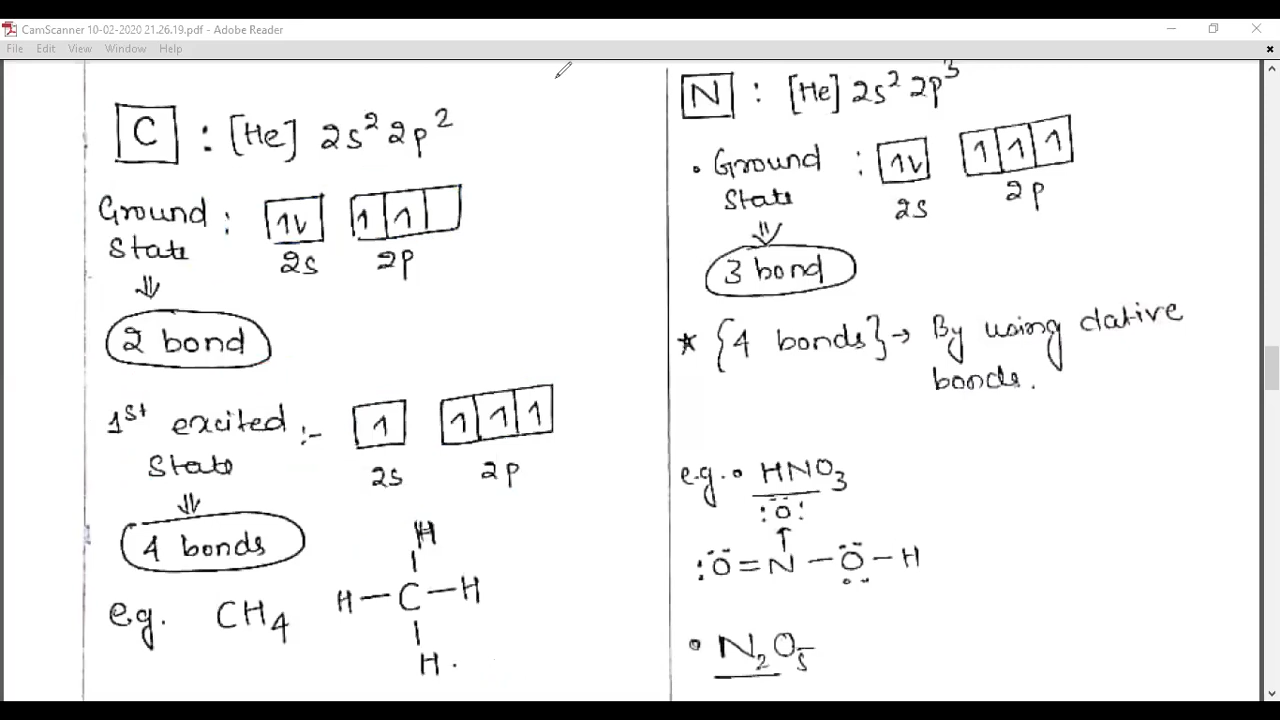 CamScanner 10-02-2020 21.26.19.pdf - Adobe Reader
File Edit View Window Help
C : [He] 2s² 2p²
Ground : 1v 1 1
State 2s 2p
⇓
2 bond
1st excited :- 1 1 1 1
State 2s 2p
⇓
4 bonds
e.g. CH₄
H
|
H — C — H
|
H .
N : [He] 2s² 2p³
• Ground : 1v 1 1 1
State 2s 2p
⇓
3 bond
* {4 bonds} → By using dative
bonds.
e.g. • HNO₃
:Ö:
↑
:Ö = N — Ö — H
• N₂O₅